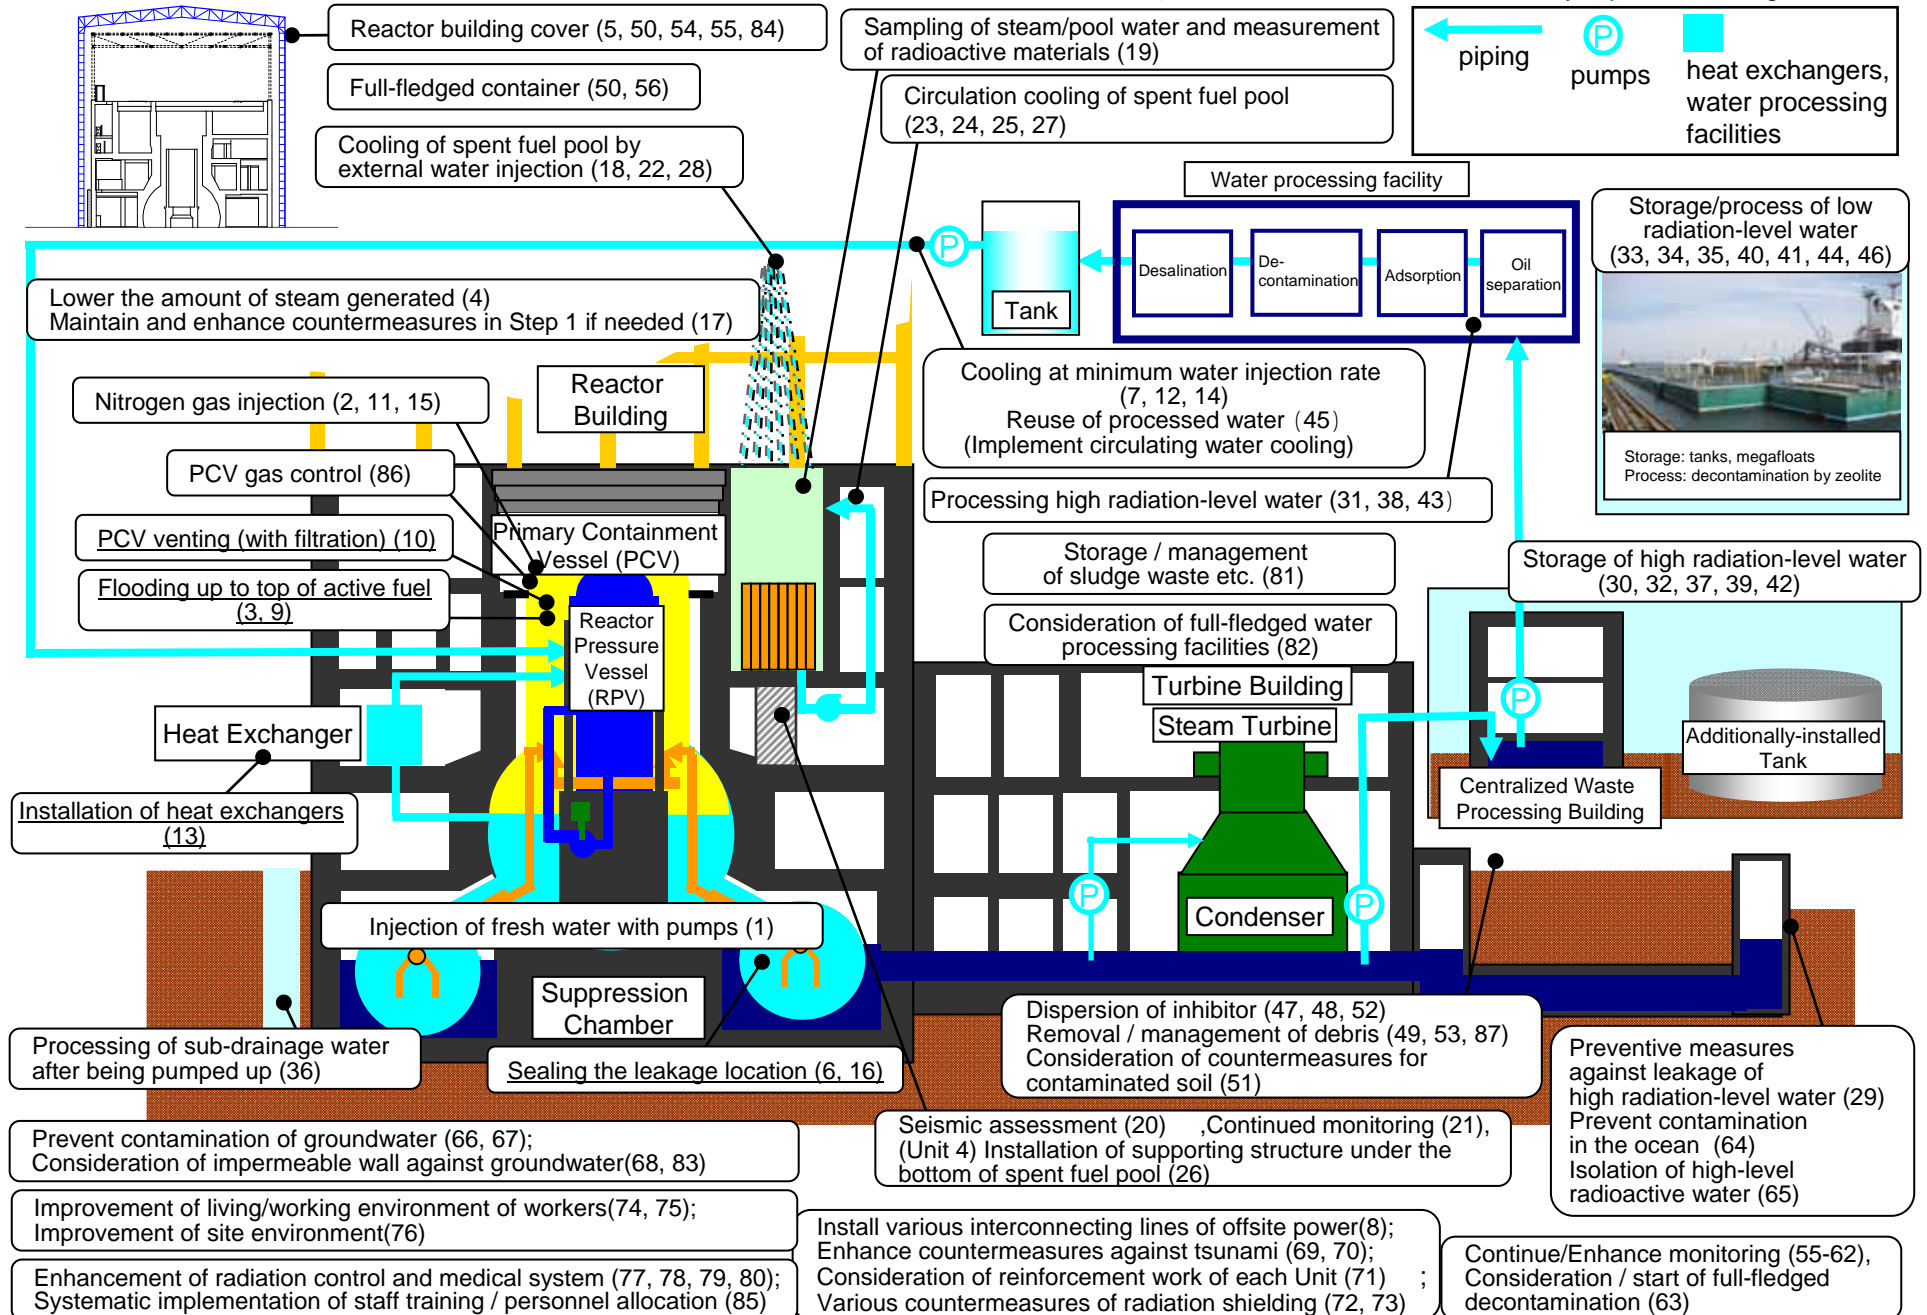 Reactor building cover (5, 50, 54, 55, 84)
Full-fledged container (50, 56)
Cooling of spent fuel pool by
external water injection (18, 22, 28)
Sampling of steam/pool water and measurement
of radioactive materials (19)
Circulation cooling of spent fuel pool
(23, 24, 25, 27)
piping
P
pumps
heat exchangers,
water processing
facilities
Water processing facility
P
Tank
Desalination
De-
contamination
Adsorption
Oil
separation
Storage/process of low
radiation-level water
(33, 34, 35, 40, 41, 44, 46)
Storage: tanks, megafloats
Process: decontamination by zeolite
Lower the amount of steam generated (4)
Maintain and enhance countermeasures in Step 1 if needed (17)
Cooling at minimum water injection rate
(7, 12, 14)
Reuse of processed water (45)
(Implement circulating water cooling)
Nitrogen gas injection (2, 11, 15)
Reactor
Building
PCV gas control (86)
Processing high radiation-level water (31, 38, 43)
PCV venting (with filtration) (10)
Primary Containment
Vessel (PCV)
Storage / management
of sludge waste etc. (81)
Storage of high radiation-level water
(30, 32, 37, 39, 42)
Flooding up to top of active fuel
(3, 9)
Reactor
Pressure
Vessel
(RPV)
Consideration of full-fledged water
processing facilities (82)
Turbine Building
Steam Turbine
P
Heat Exchanger
Additionally-installed
Tank
Centralized Waste
Processing Building
Installation of heat exchangers
(13)
P
P
Condenser
Injection of fresh water with pumps (1)
Suppression
Chamber
Dispersion of inhibitor (47, 48, 52)
Removal / management of debris (49, 53, 87)
Consideration of countermeasures for
contaminated soil (51)
Processing of sub-drainage water
after being pumped up (36)
Sealing the leakage location (6, 16)
Preventive measures
against leakage of
high radiation-level water (29)
Prevent contamination
in the ocean (64)
Isolation of high-level
radioactive water (65)
Seismic assessment (20) ,Continued monitoring (21),
(Unit 4) Installation of supporting structure under the
bottom of spent fuel pool (26)
Prevent contamination of groundwater (66, 67);
Consideration of impermeable wall against groundwater(68, 83)
Improvement of living/working environment of workers(74, 75);
Improvement of site environment(76)
Install various interconnecting lines of offsite power(8);
Enhance countermeasures against tsunami (69, 70);
Consideration of reinforcement work of each Unit (71) ;
Various countermeasures of radiation shielding (72, 73)
Continue/Enhance monitoring (55-62),
Consideration / start of full-fledged
decontamination (63)
Enhancement of radiation control and medical system (77, 78, 79, 80);
Systematic implementation of staff training / personnel allocation (85)